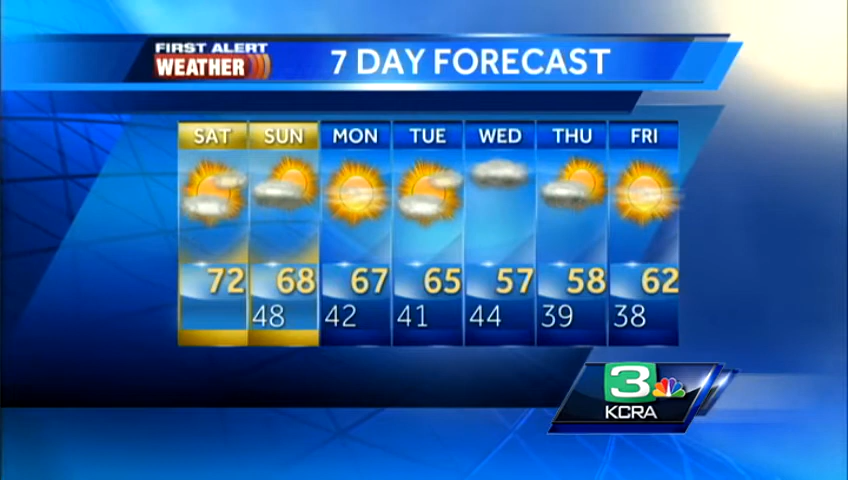 FIRST ALERT
WEATHER
7 DAY FORECAST
SAT SUN MON TUE WED THU FRI
72 68 67 65 57 58 62
48 42 41 44 39 38
3
KCRA